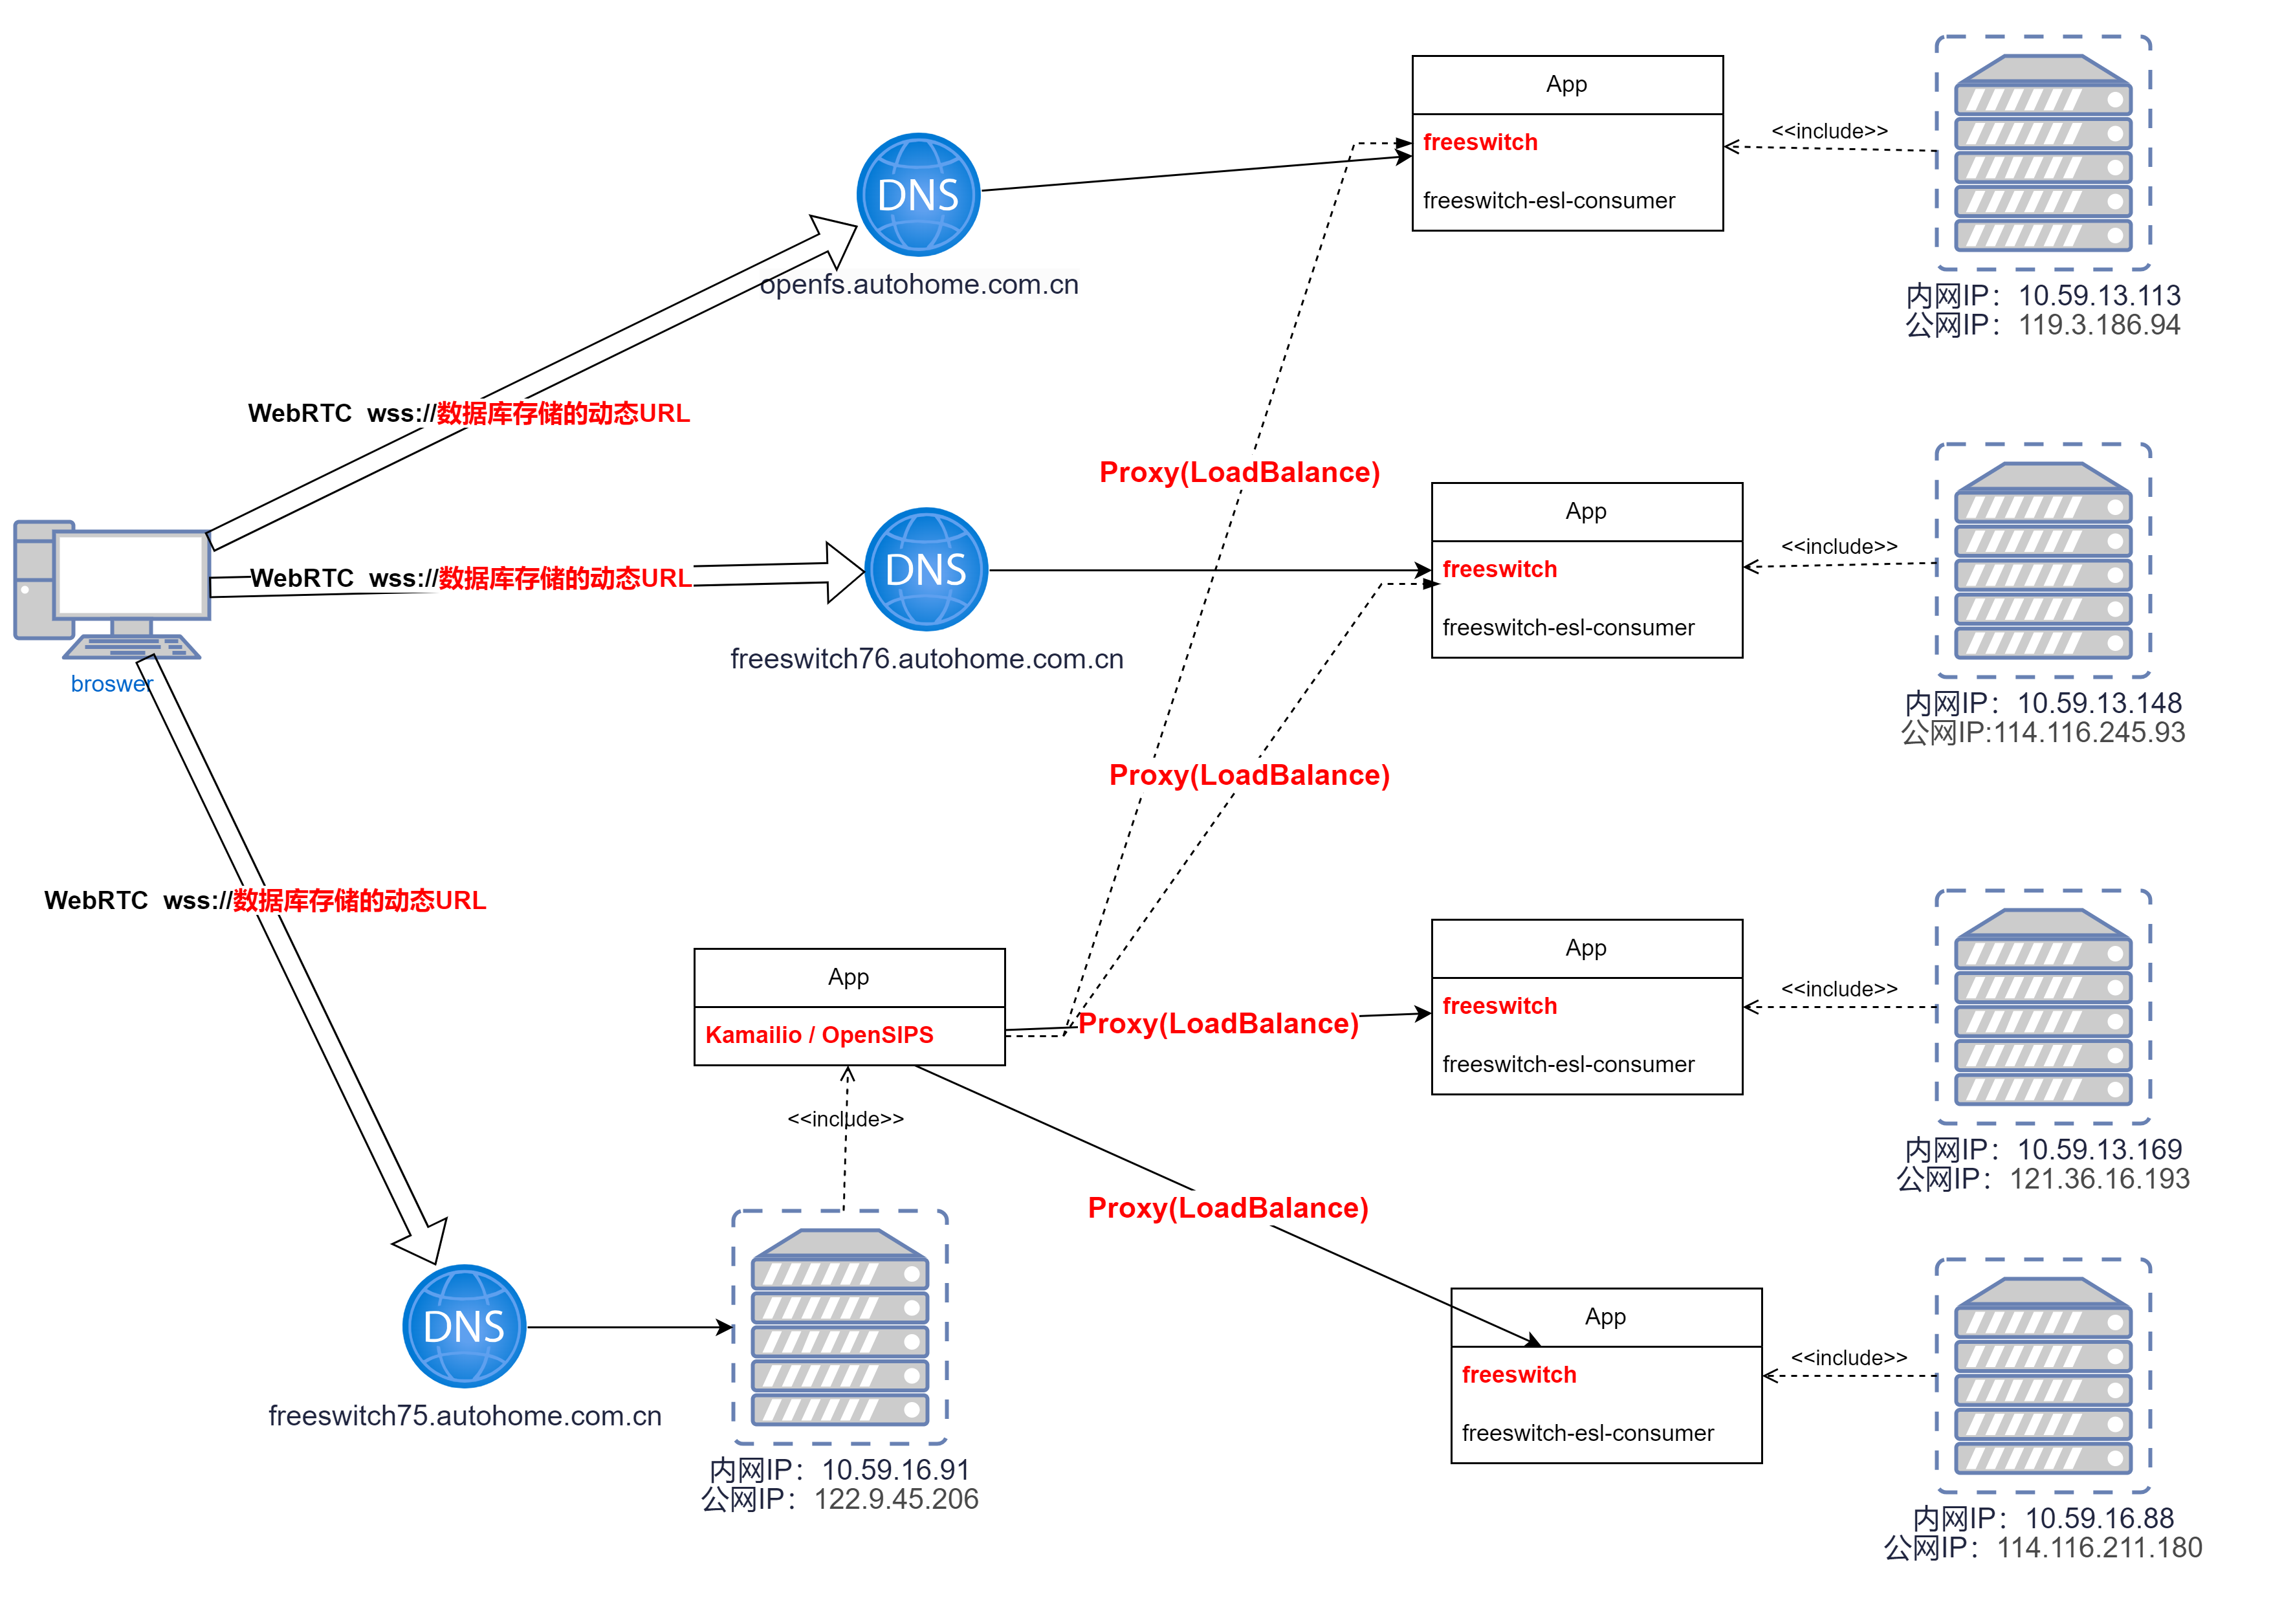 App
freeswitch
freeswitch-esl-consumer
<<include>>
内网IP：10.59.13.113
公网IP：119.3.186.94
DNS
openfs.autohome.com.cn
WebRTC  wss://数据库存储的动态URL
Proxy(LoadBalance)
App
freeswitch
freeswitch-esl-consumer
<<include>>
内网IP：10.59.13.148
公网IP:114.116.245.93
DNS
freeswitch76.autohome.com.cn
WebRTC  wss://数据库存储的动态URL
broswer
Proxy(LoadBalance)
WebRTC  wss://数据库存储的动态URL
App
Kamailio / OpenSIPS
<<include>>
Proxy(LoadBalance)
App
freeswitch
freeswitch-esl-consumer
<<include>>
内网IP：10.59.13.169
公网IP：121.36.16.193
Proxy(LoadBalance)
DNS
freeswitch75.autohome.com.cn
内网IP：10.59.16.91
公网IP：122.9.45.206
App
freeswitch
freeswitch-esl-consumer
<<include>>
内网IP：10.59.16.88
公网IP：114.116.211.180